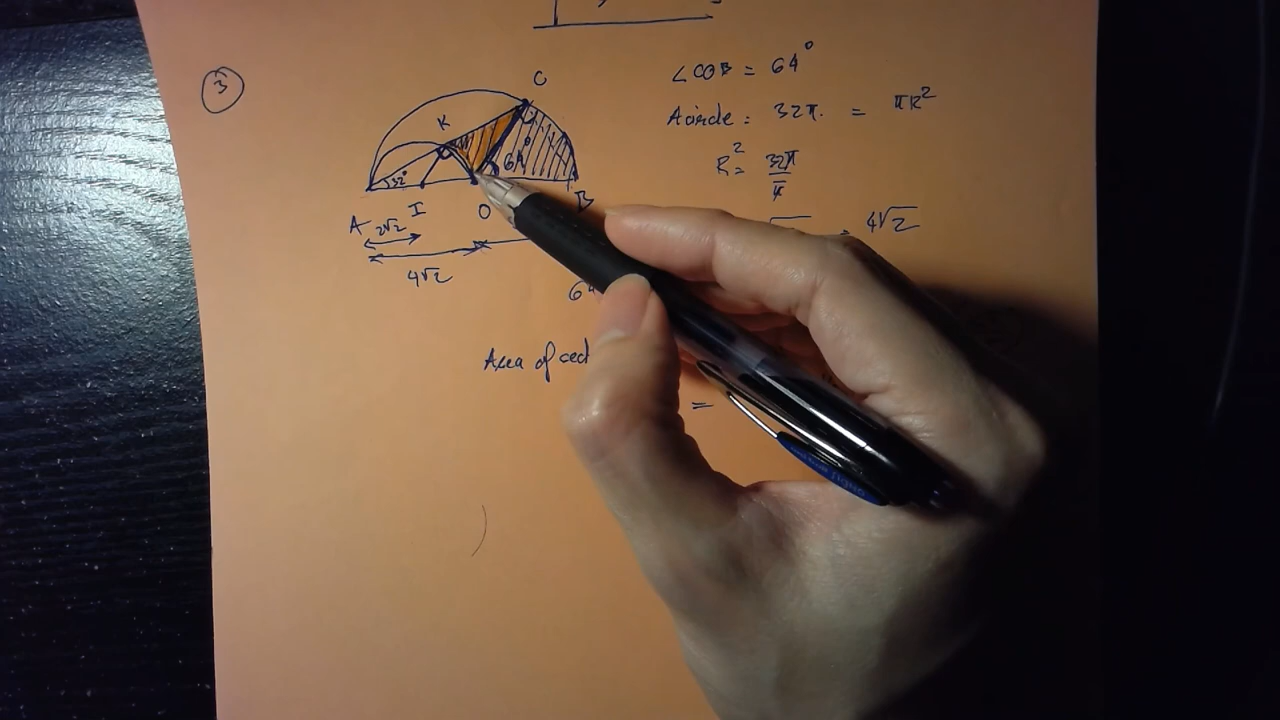 3
∠COB = 64°
C
Acircle : 32π. = πR²
K
R² = 32π / π
64°
32°
A I O B
2√2
4√2
4√2
64
Area of sect
=